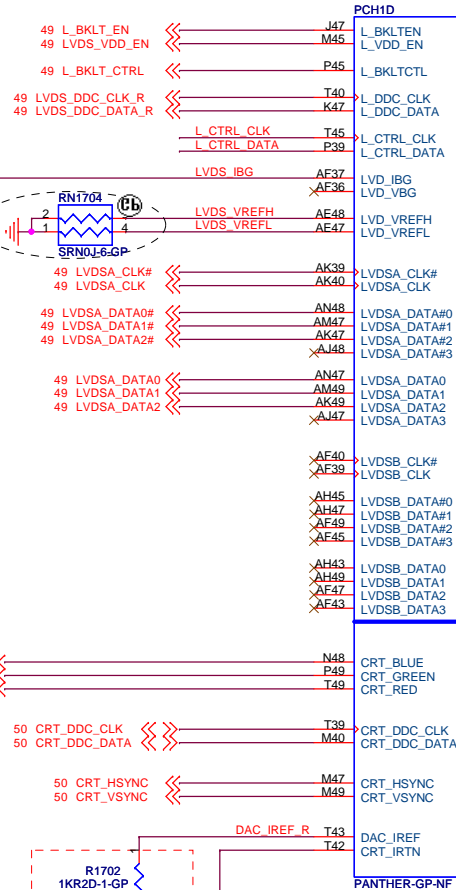 PCH1D
49 L_BKLT_EN J47 L_BKLTEN
49 LVDS_VDD_EN M45 L_VDD_EN
49 L_BKLT_CTRL P45 L_BKLTCTL
49 LVDS_DDC_CLK_R T40 L_DDC_CLK
49 LVDS_DDC_DATA_R K47 L_DDC_DATA
L_CTRL_CLK T45 L_CTRL_CLK
L_CTRL_DATA P39 L_CTRL_DATA
LVDS_IBG AF37 LVD_IBG
AF36 LVD_VBG
RN1704
2 LVDS_VREFH AE48 LVD_VREFH
1 4 LVDS_VREFL AE47 LVD_VREFL
SRN0J-6-GP
49 LVDSA_CLK# AK39 LVDSA_CLK#
49 LVDSA_CLK AK40 LVDSA_CLK
49 LVDSA_DATA0# AN48 LVDSA_DATA#0
49 LVDSA_DATA1# AM47 LVDSA_DATA#1
49 LVDSA_DATA2# AK47 LVDSA_DATA#2
AJ48 LVDSA_DATA#3
49 LVDSA_DATA0 AN47 LVDSA_DATA0
49 LVDSA_DATA1 AM49 LVDSA_DATA1
49 LVDSA_DATA2 AK49 LVDSA_DATA2
AJ47 LVDSA_DATA3
AF40 LVDSB_CLK#
AF39 LVDSB_CLK
AH45 LVDSB_DATA#0
AH47 LVDSB_DATA#1
AF49 LVDSB_DATA#2
AF45 LVDSB_DATA#3
AH43 LVDSB_DATA0
AH49 LVDSB_DATA1
AF47 LVDSB_DATA2
AF43 LVDSB_DATA3
N48 CRT_BLUE
P49 CRT_GREEN
T49 CRT_RED
50 CRT_DDC_CLK T39 CRT_DDC_CLK
50 CRT_DDC_DATA M40 CRT_DDC_DATA
50 CRT_HSYNC M47 CRT_HSYNC
50 CRT_VSYNC M49 CRT_VSYNC
DAC_IREF_R T43 DAC_IREF
T42 CRT_IRTN
1
R1702
1KR2D-1-GP
PANTHER-GP-NF